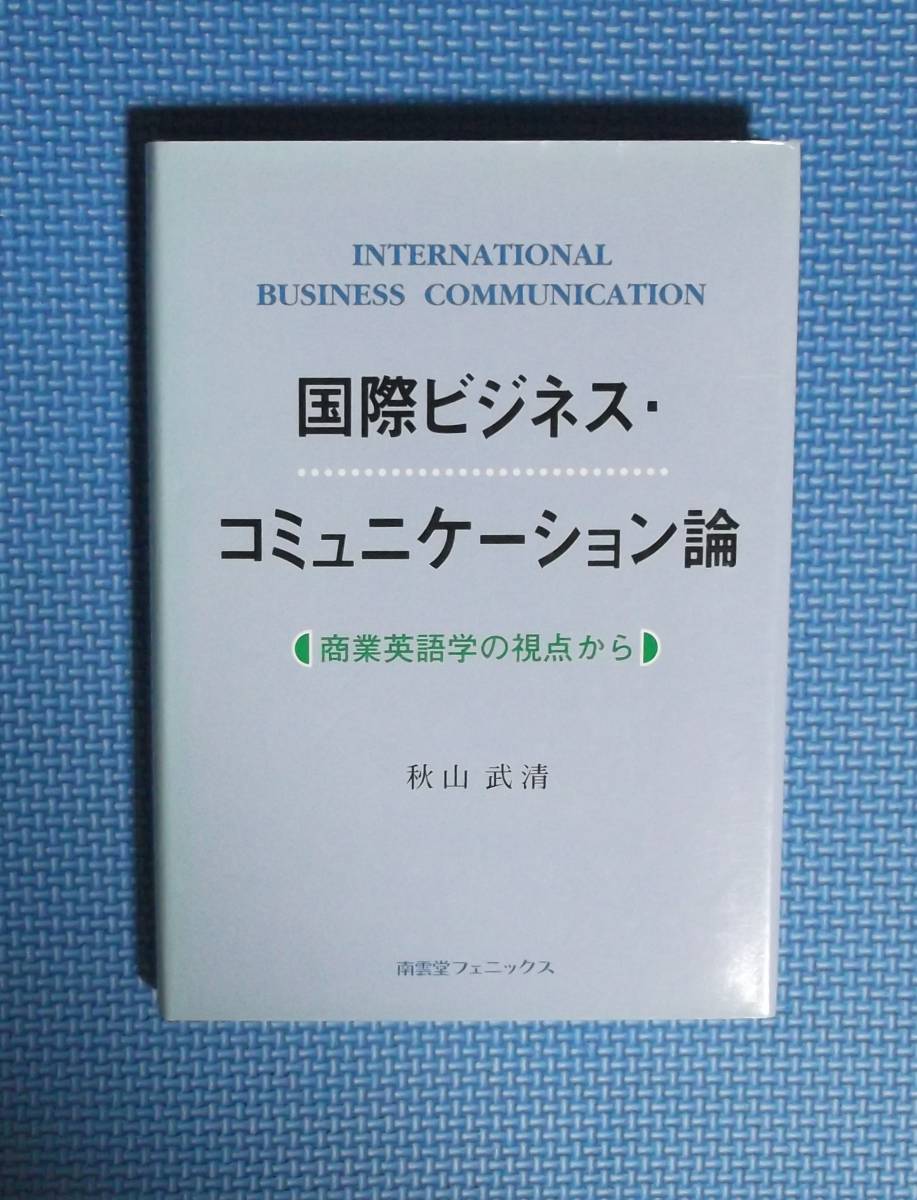 INTERNATIONAL
BUSINESS COMMUNICATION
国際ビジネス・
コミュニケーション論
商業英語学の視点から
秋山 武清
南雲堂フェニックス